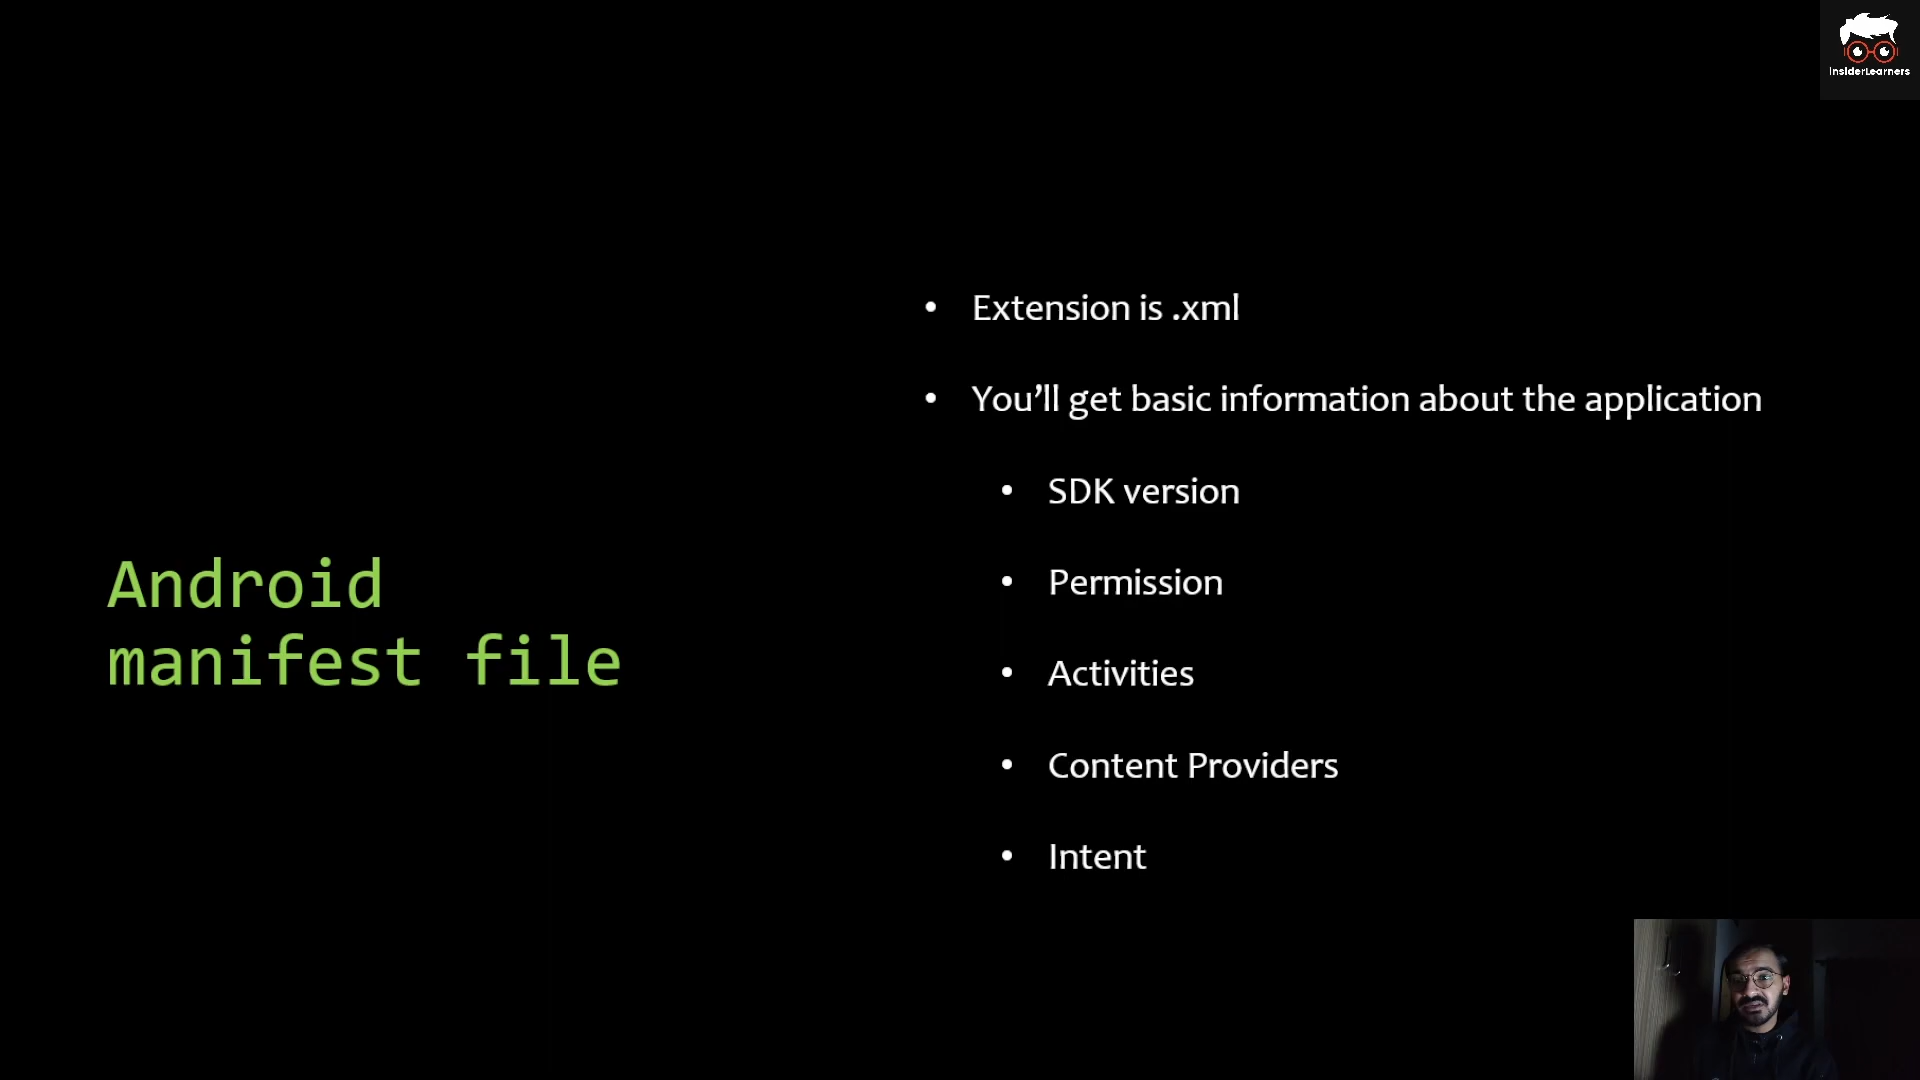 InsiderLearners
Android
manifest file
• Extension is .xml
• You’ll get basic information about the application
• SDK version
• Permission
• Activities
• Content Providers
• Intent